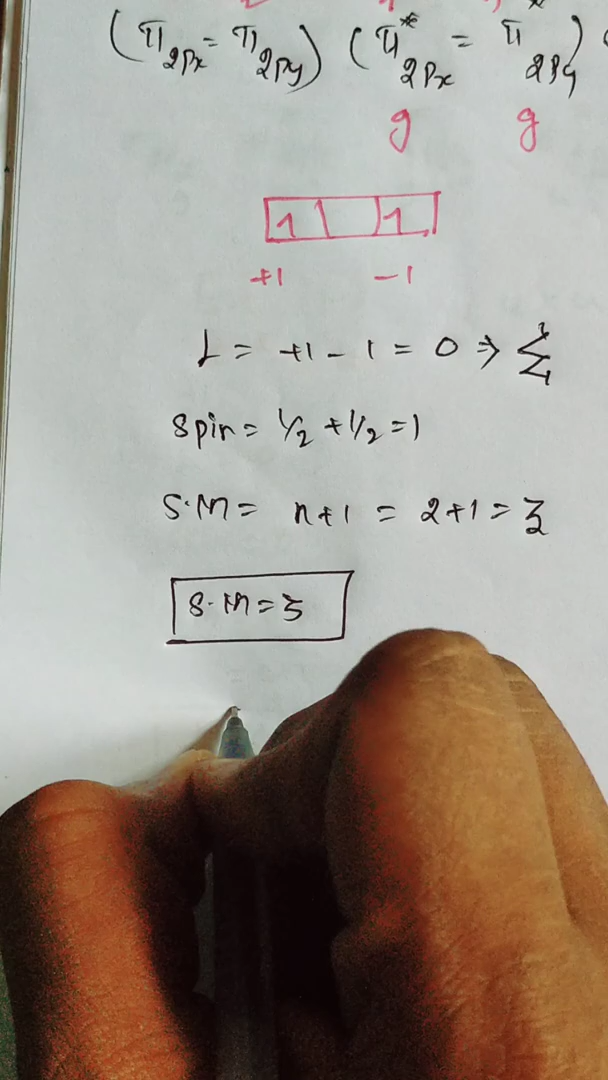 (π2px = π2py) (π*2px = π*2py)
g g
1 1
+1 -1
L = +1 - 1 = 0 ⇒ Σ
Spin = 1/2 + 1/2 = 1
S.M = n+1 = 2+1 = 3
S.M = 3